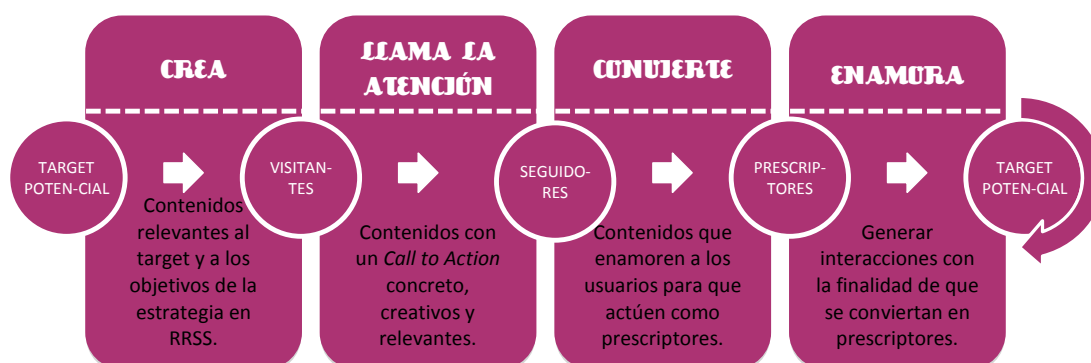 CREA
LLAMA LA
ATENCIÓN
CONVIERTE
ENAMORA
TARGET
POTEN-CIAL
VISITAN-
TES
SEGUIDO-
RES
PRESCRIP-
TORES
TARGET
POTEN-CIAL
Contenidos
relevantes al
target y a los
objetivos de la
estrategia en
RRSS.
Contenidos con
un Call to Action
concreto,
creativos y
relevantes.
Contenidos que
enamoren a los
usuarios para que
actúen como
prescriptores.
Generar
interacciones con
la finalidad de que
se conviertan en
prescriptores.